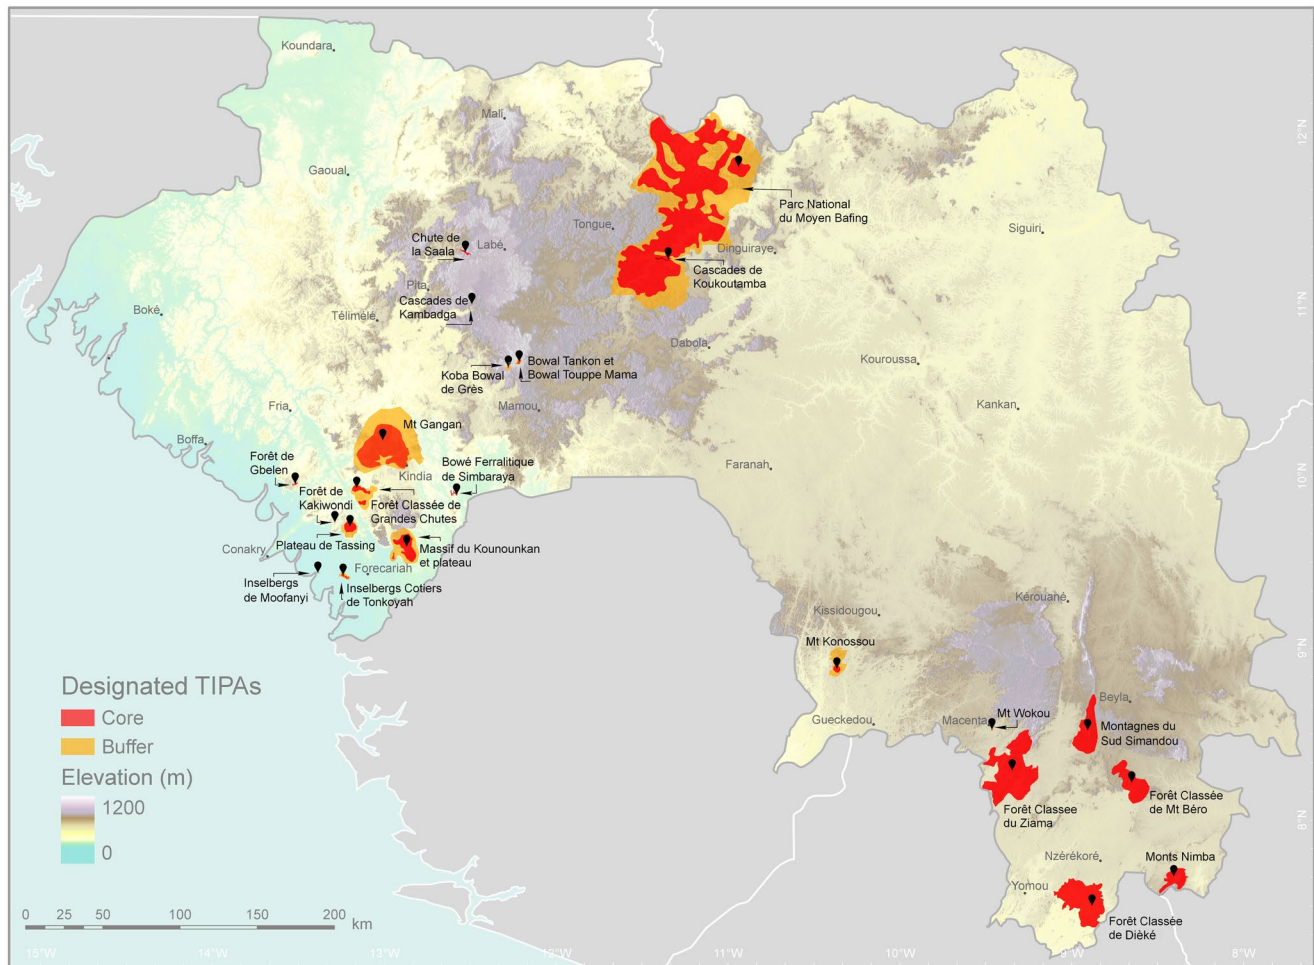 Koundara
Mali
12°N
Gaoual
Parc National
du Moyen Bafing
Tongue
Siguiri
Chute de
la Saala
Labé
Dinguiraye
Cascades de
Koukoutamba
Pita
Cascades de
Kambadga
Boké
Télimélé
11°N
Dabola
Kouroussa
Koba Bowal
de Grès
Bowal Tankon et
Bowal Touppe Mama
Fria
Mamou
Kankan
Mt Gangan
Boffa
Forêt de
Gbelen
Kindia
Bowé Ferralitique
de Simbaraya
Faranah
10°N
Forêt de
Kakiwondi
Forêt Classée de
Grandes Chutes
Plateau de Tassing
Conakry
Massif du Kounounkan
et plateau
Forecariah
Inselbergs
de Moofanyi
Inselbergs Cotiers
de Tonkoyah
Kérouané
Kissidougou
Mt Konossou
9°N
Designated TIPAs
Core
Buffer
Elevation (m)
1200
0
Gueckedou
Macenta
Mt Wokou
Beyla
Montagnes du
Sud Simandou
Forêt Classee
du Ziama
Forêt Classée
de Mt Béro
8°N
Nzérékoré
Monts Nimba
Yomou
Forêt Classée
de Dièké
0 25 50 100 150 200 km
15°W 14°W 13°W 12°W 11°W 10°W 9°W 8°W